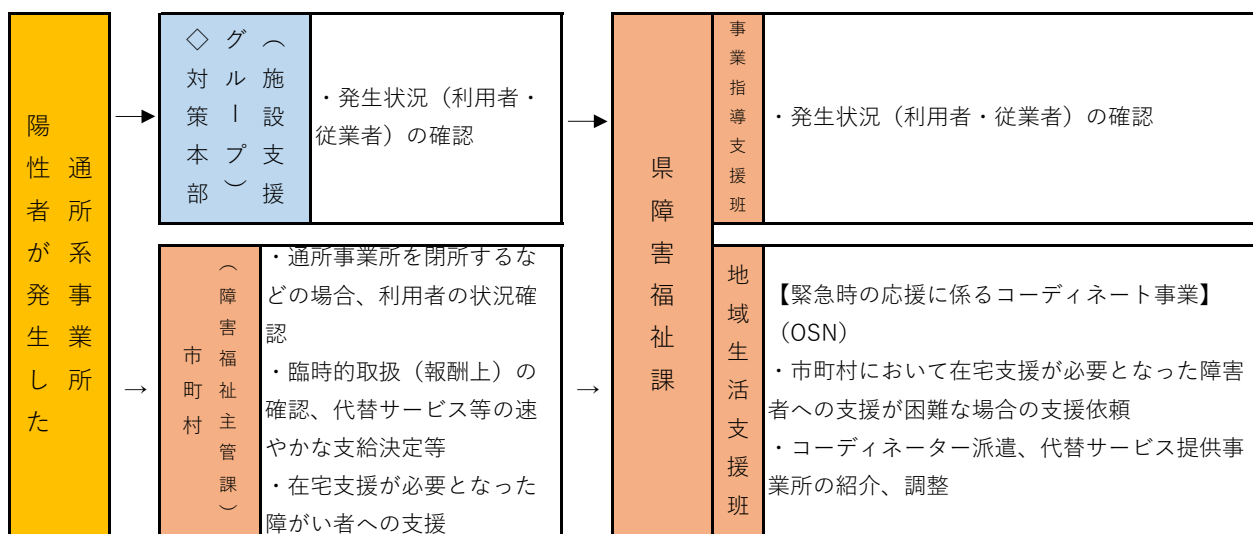 陽性者が発生した
通所系事業所
◇対策本部
（施設支援
グループ）
・発生状況（利用者・
従業者）の確認
市町村
（障害福祉主管課）
・通所事業所を閉所するな
どの場合、利用者の状況確
認
・臨時的取扱（報酬上）の
確認、代替サービス等の速
やかな支給決定等
・在宅支援が必要となった
障がい者への支援
県障害福祉課
事業指導支援班
・発生状況（利用者・従業者）の確認
地域生活支援班
【緊急時の応援に係るコーディネート事業】
（OSN）
・市町村において在宅支援が必要となった障害
者への支援が困難な場合の支援依頼
・コーディネーター派遣、代替サービス提供事
業所の紹介、調整